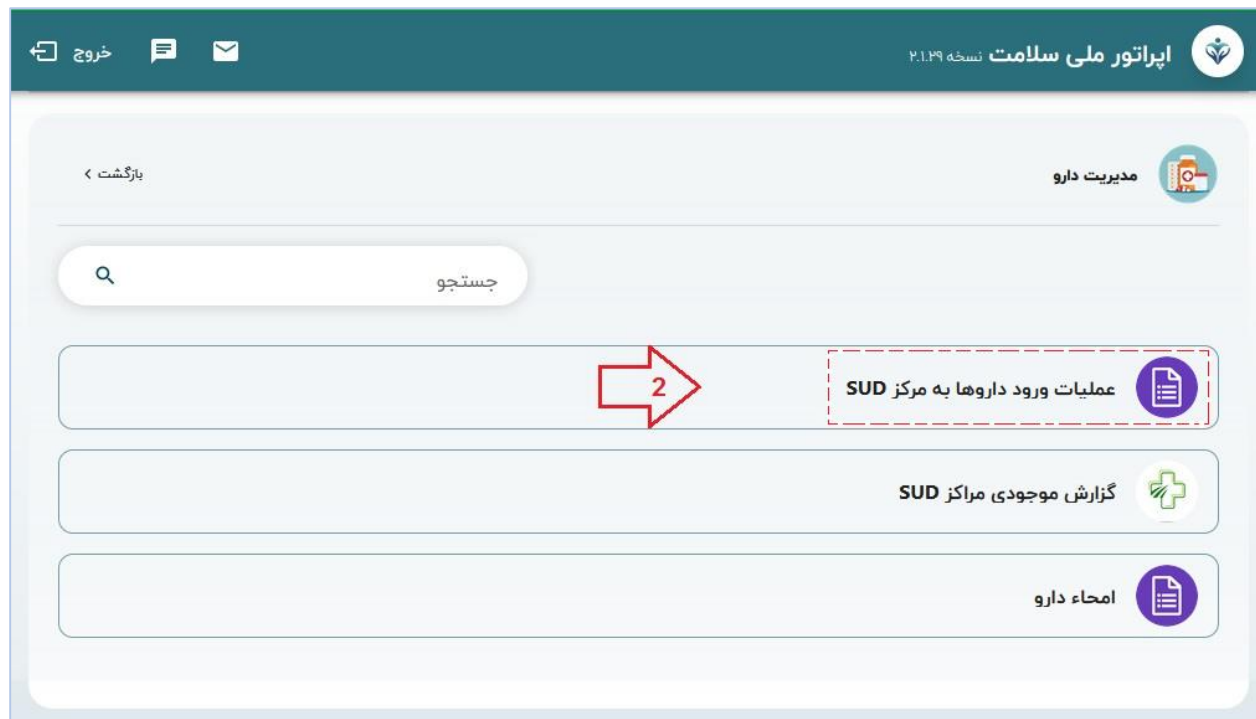 اپراتور ملی سلامت نسخه ۲.۱.۲۹
خروج
مدیریت دارو
بازگشت
جستجو
عملیات ورود داروها به مرکز SUD
2
گزارش موجودی مراکز SUD
امحاء دارو